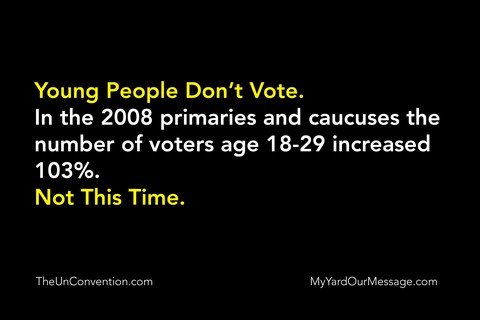 Young People Don’t Vote.
In the 2008 primaries and caucuses the
number of voters age 18-29 increased
103%.
Not This Time.
TheUnConvention.com
MyYardOurMessage.com